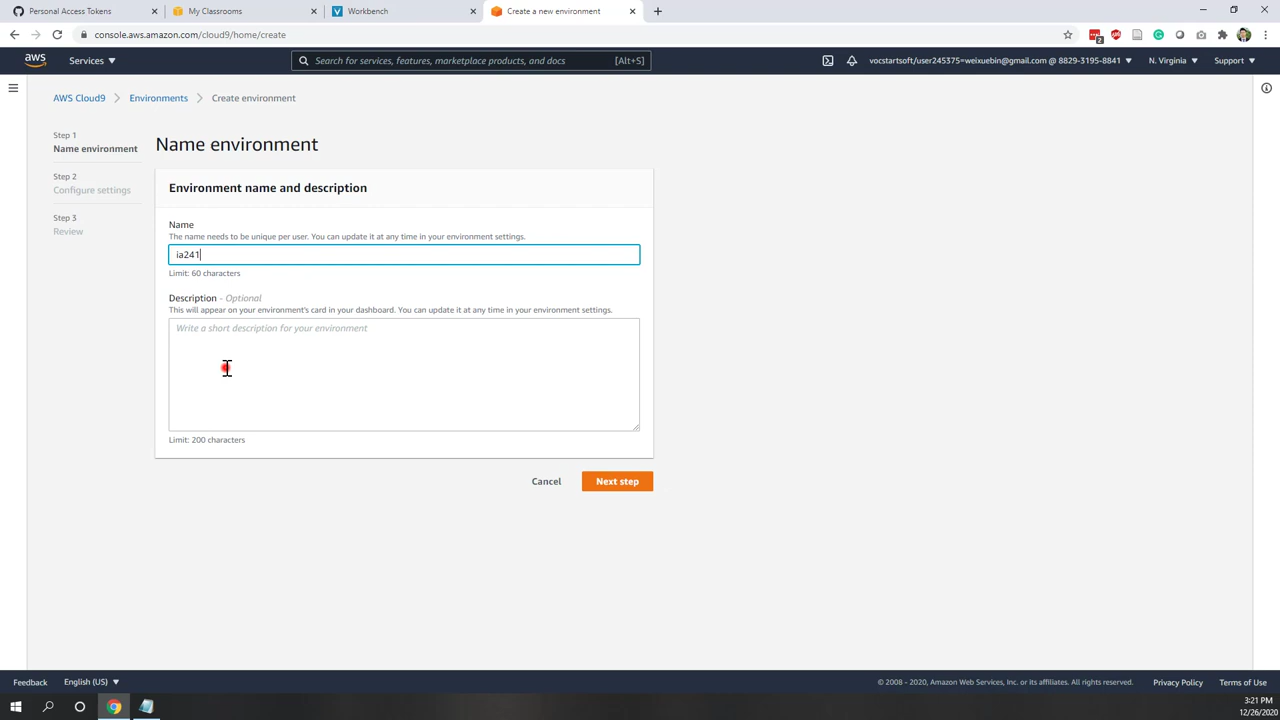 Personal Access Tokens
My Classrooms
Workbench
Create a new environment
console.aws.amazon.com/cloud9/home/create
2
aws
Services
Search for services, features, marketplace products, and docs
[Alt+S]
vocstartsoft/user245375=weixuebin@gmail.com @ 8829-3195-8841
N. Virginia
Support
AWS Cloud9
Environments
Create environment
Step 1
Name environment
Step 2
Configure settings
Step 3
Review
Name environment
Environment name and description
Name
The name needs to be unique per user. You can update it at any time in your environment settings.
ia241
Limit: 60 characters
Description - Optional
This will appear on your environment's card in your dashboard. You can update it at any time in your environment settings.
Write a short description for your environment
Limit: 200 characters
Cancel
Next step
Feedback
English (US)
© 2008 - 2020, Amazon Web Services, Inc. or its affiliates. All rights reserved.
Privacy Policy
Terms of Use
3:21 PM
12/26/2020